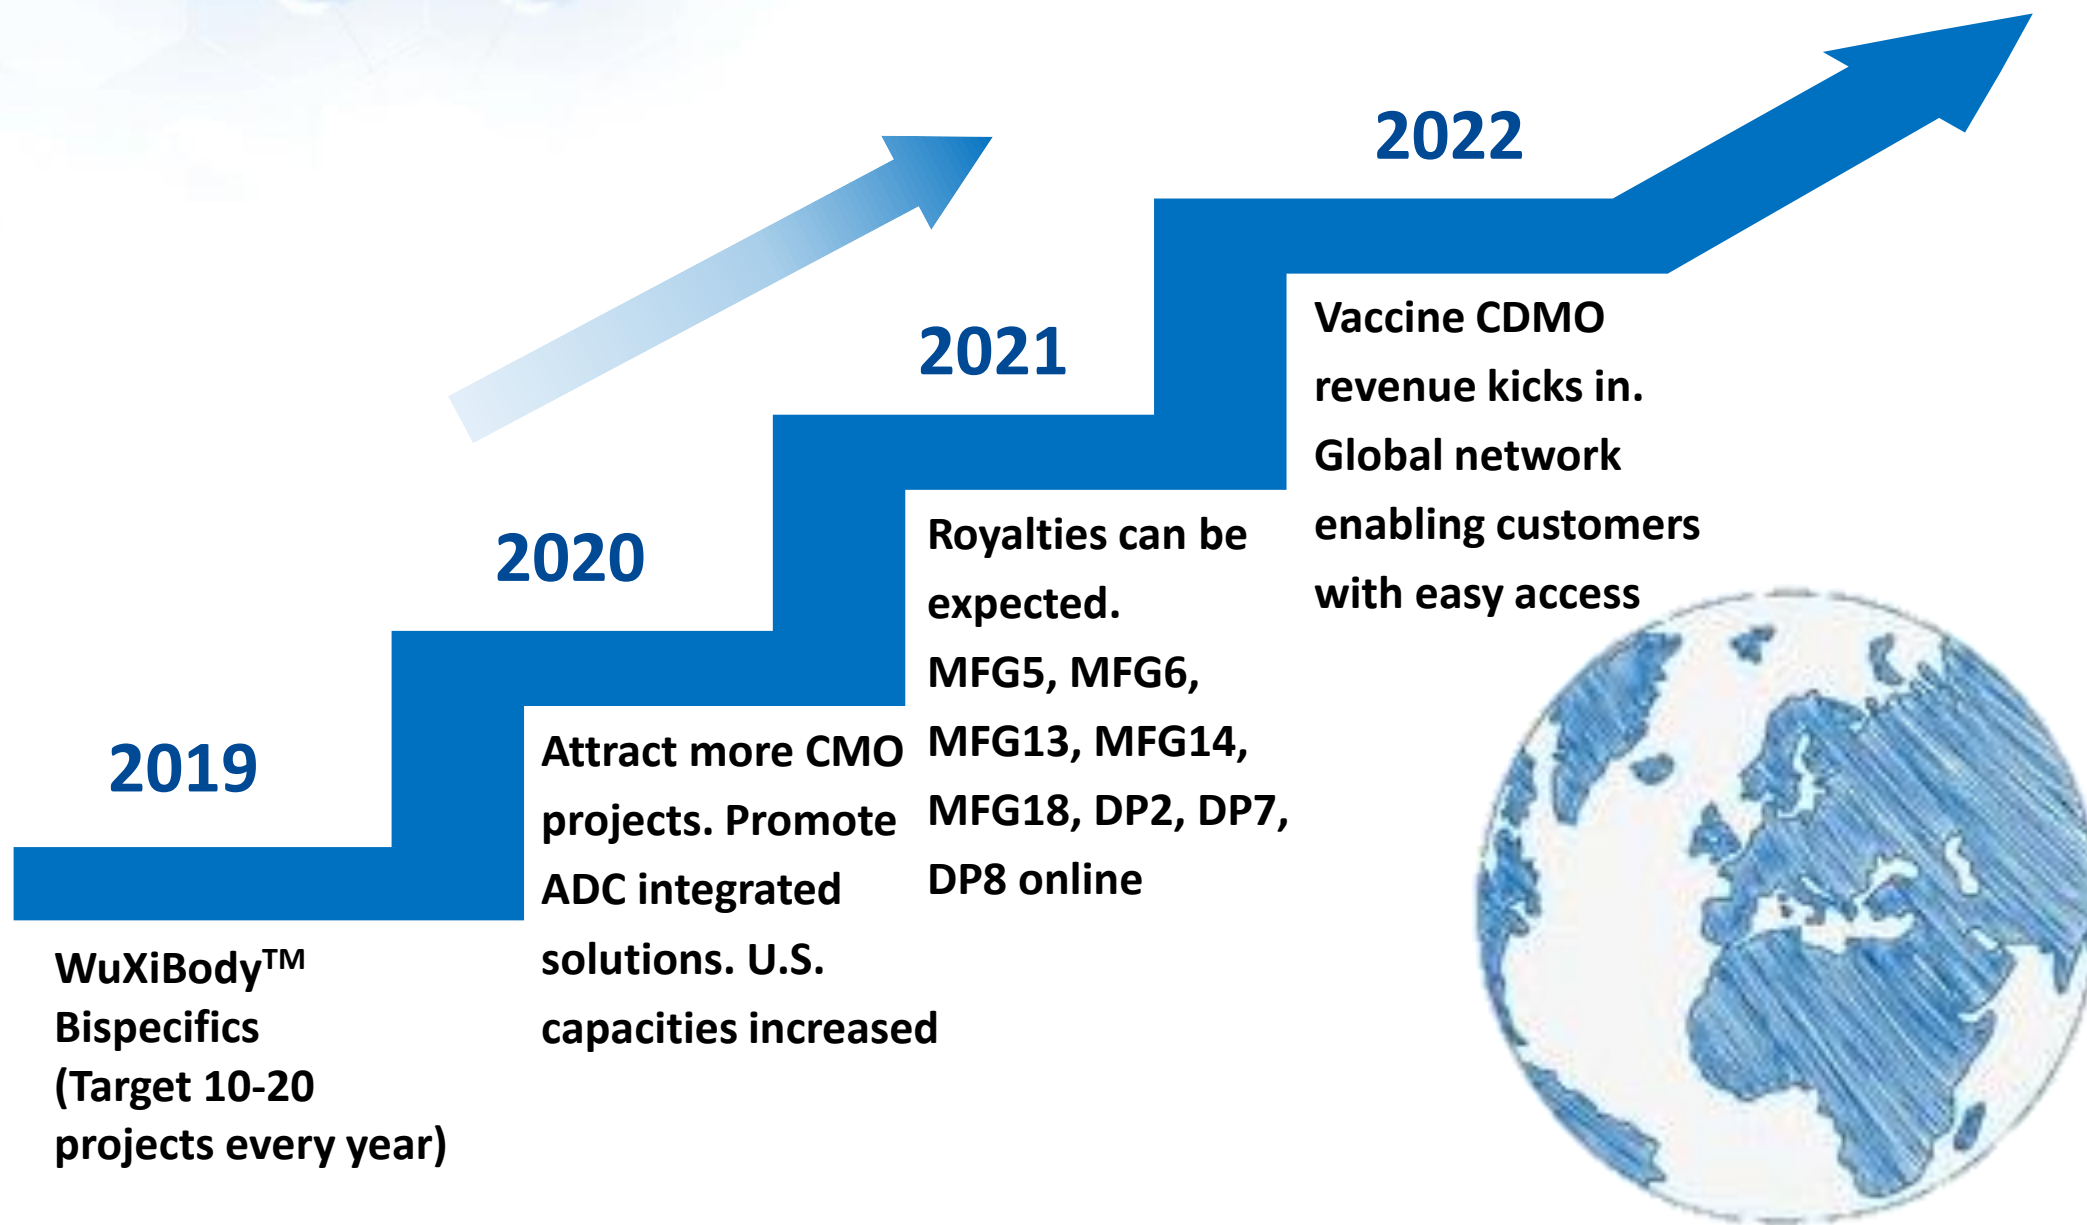 2019
WuXiBody™
Bispecifics
(Target 10-20
projects every year)
2020
Attract more CMO
projects. Promote
ADC integrated
solutions. U.S.
capacities increased
2021
Royalties can be
expected.
MFG5, MFG6,
MFG13, MFG14,
MFG18, DP2, DP7,
DP8 online
2022
Vaccine CDMO
revenue kicks in.
Global network
enabling customers
with easy access